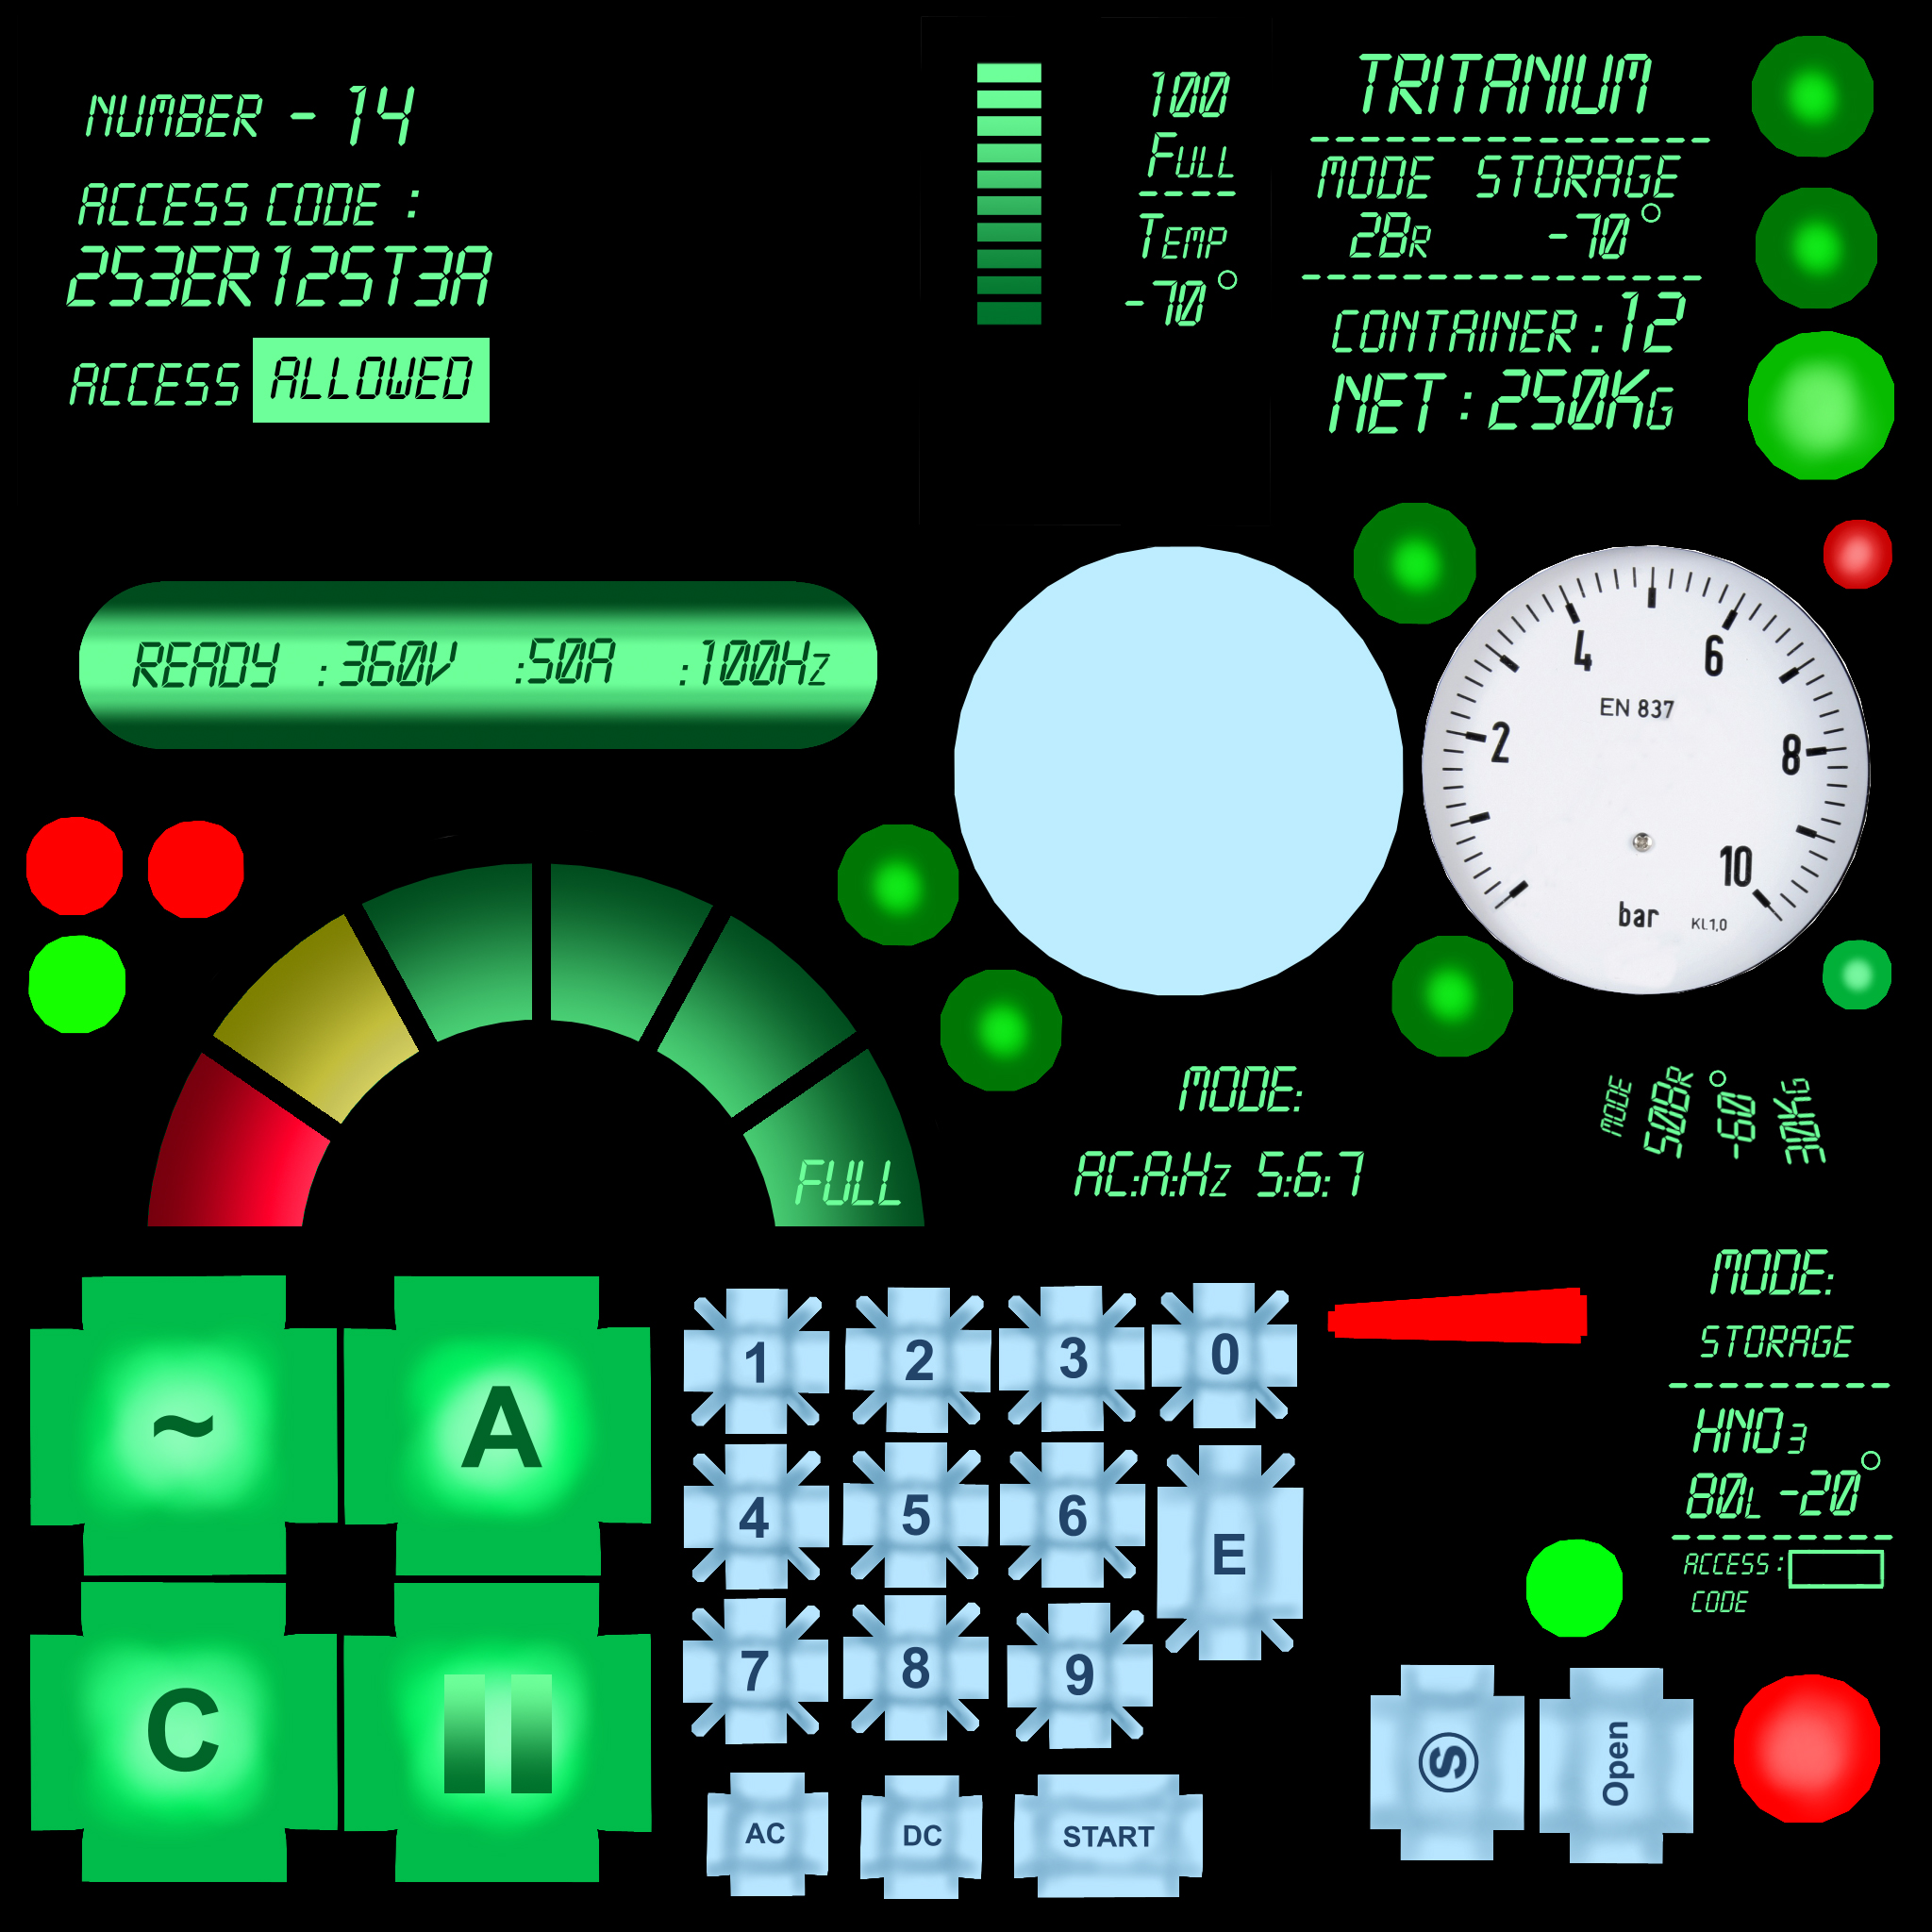 NUMBER - 14
ACCESS CODE :
253ER125T3A
ACCESS ALLOWED
100
FULL
TEMP
-70°
TRITANIUM
MODE STORAGE
28R -70°
CONTAINER : 12
NET : 250KG
READY :360V :50A :100Hz
4
6
EN 837
2
8
10
bar
Kl.1,0
FULL
MODE:
AC:A:Hz 5:6:7
MODE
508R
-60°
30KG
MODE:
STORAGE
HNO3
80L -20°
ACCESS :
CODE
~
A
C
1 2 3 0
4 5 6 E
7 8 9
AC DC START
S
Open